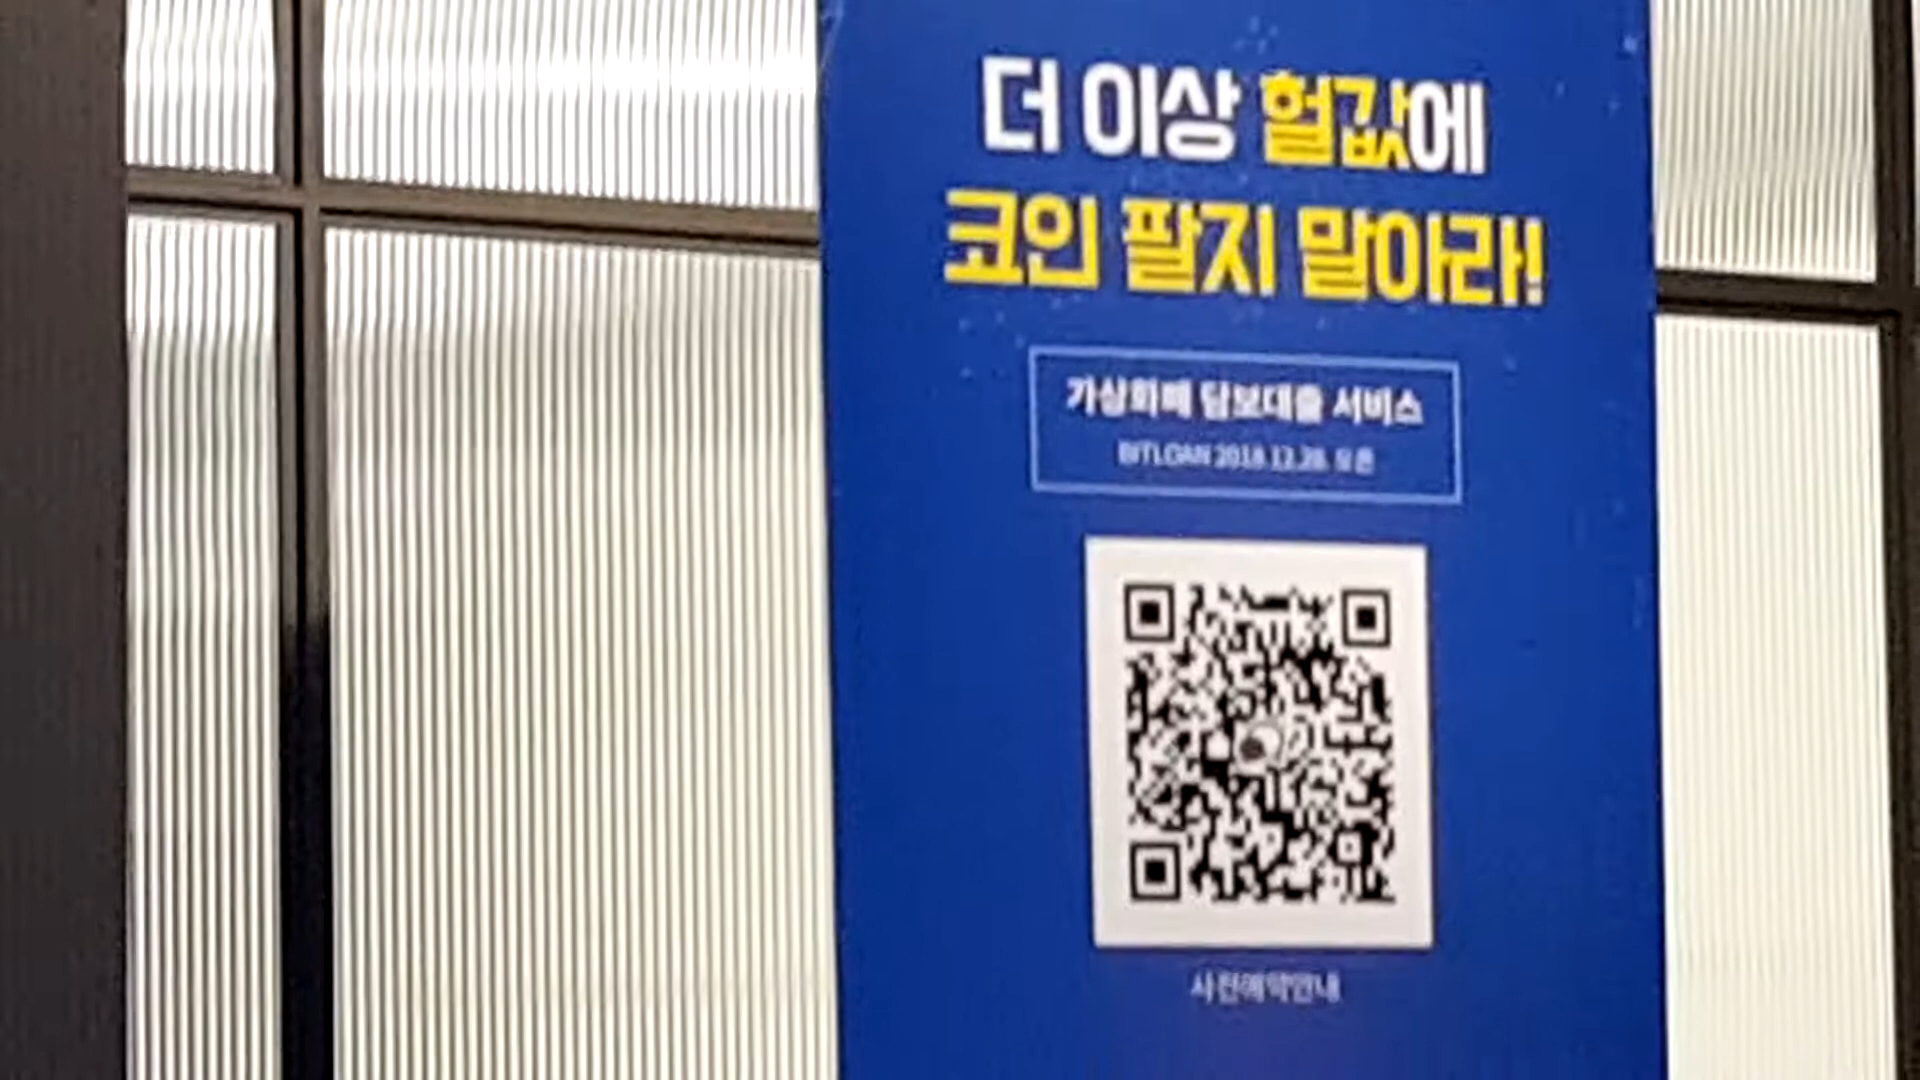 더 이상 헐값에
코인 팔지 말아라!
가상화폐 담보대출 서비스
BITLOAN 2018.12.28. 오픈
사전예약안내